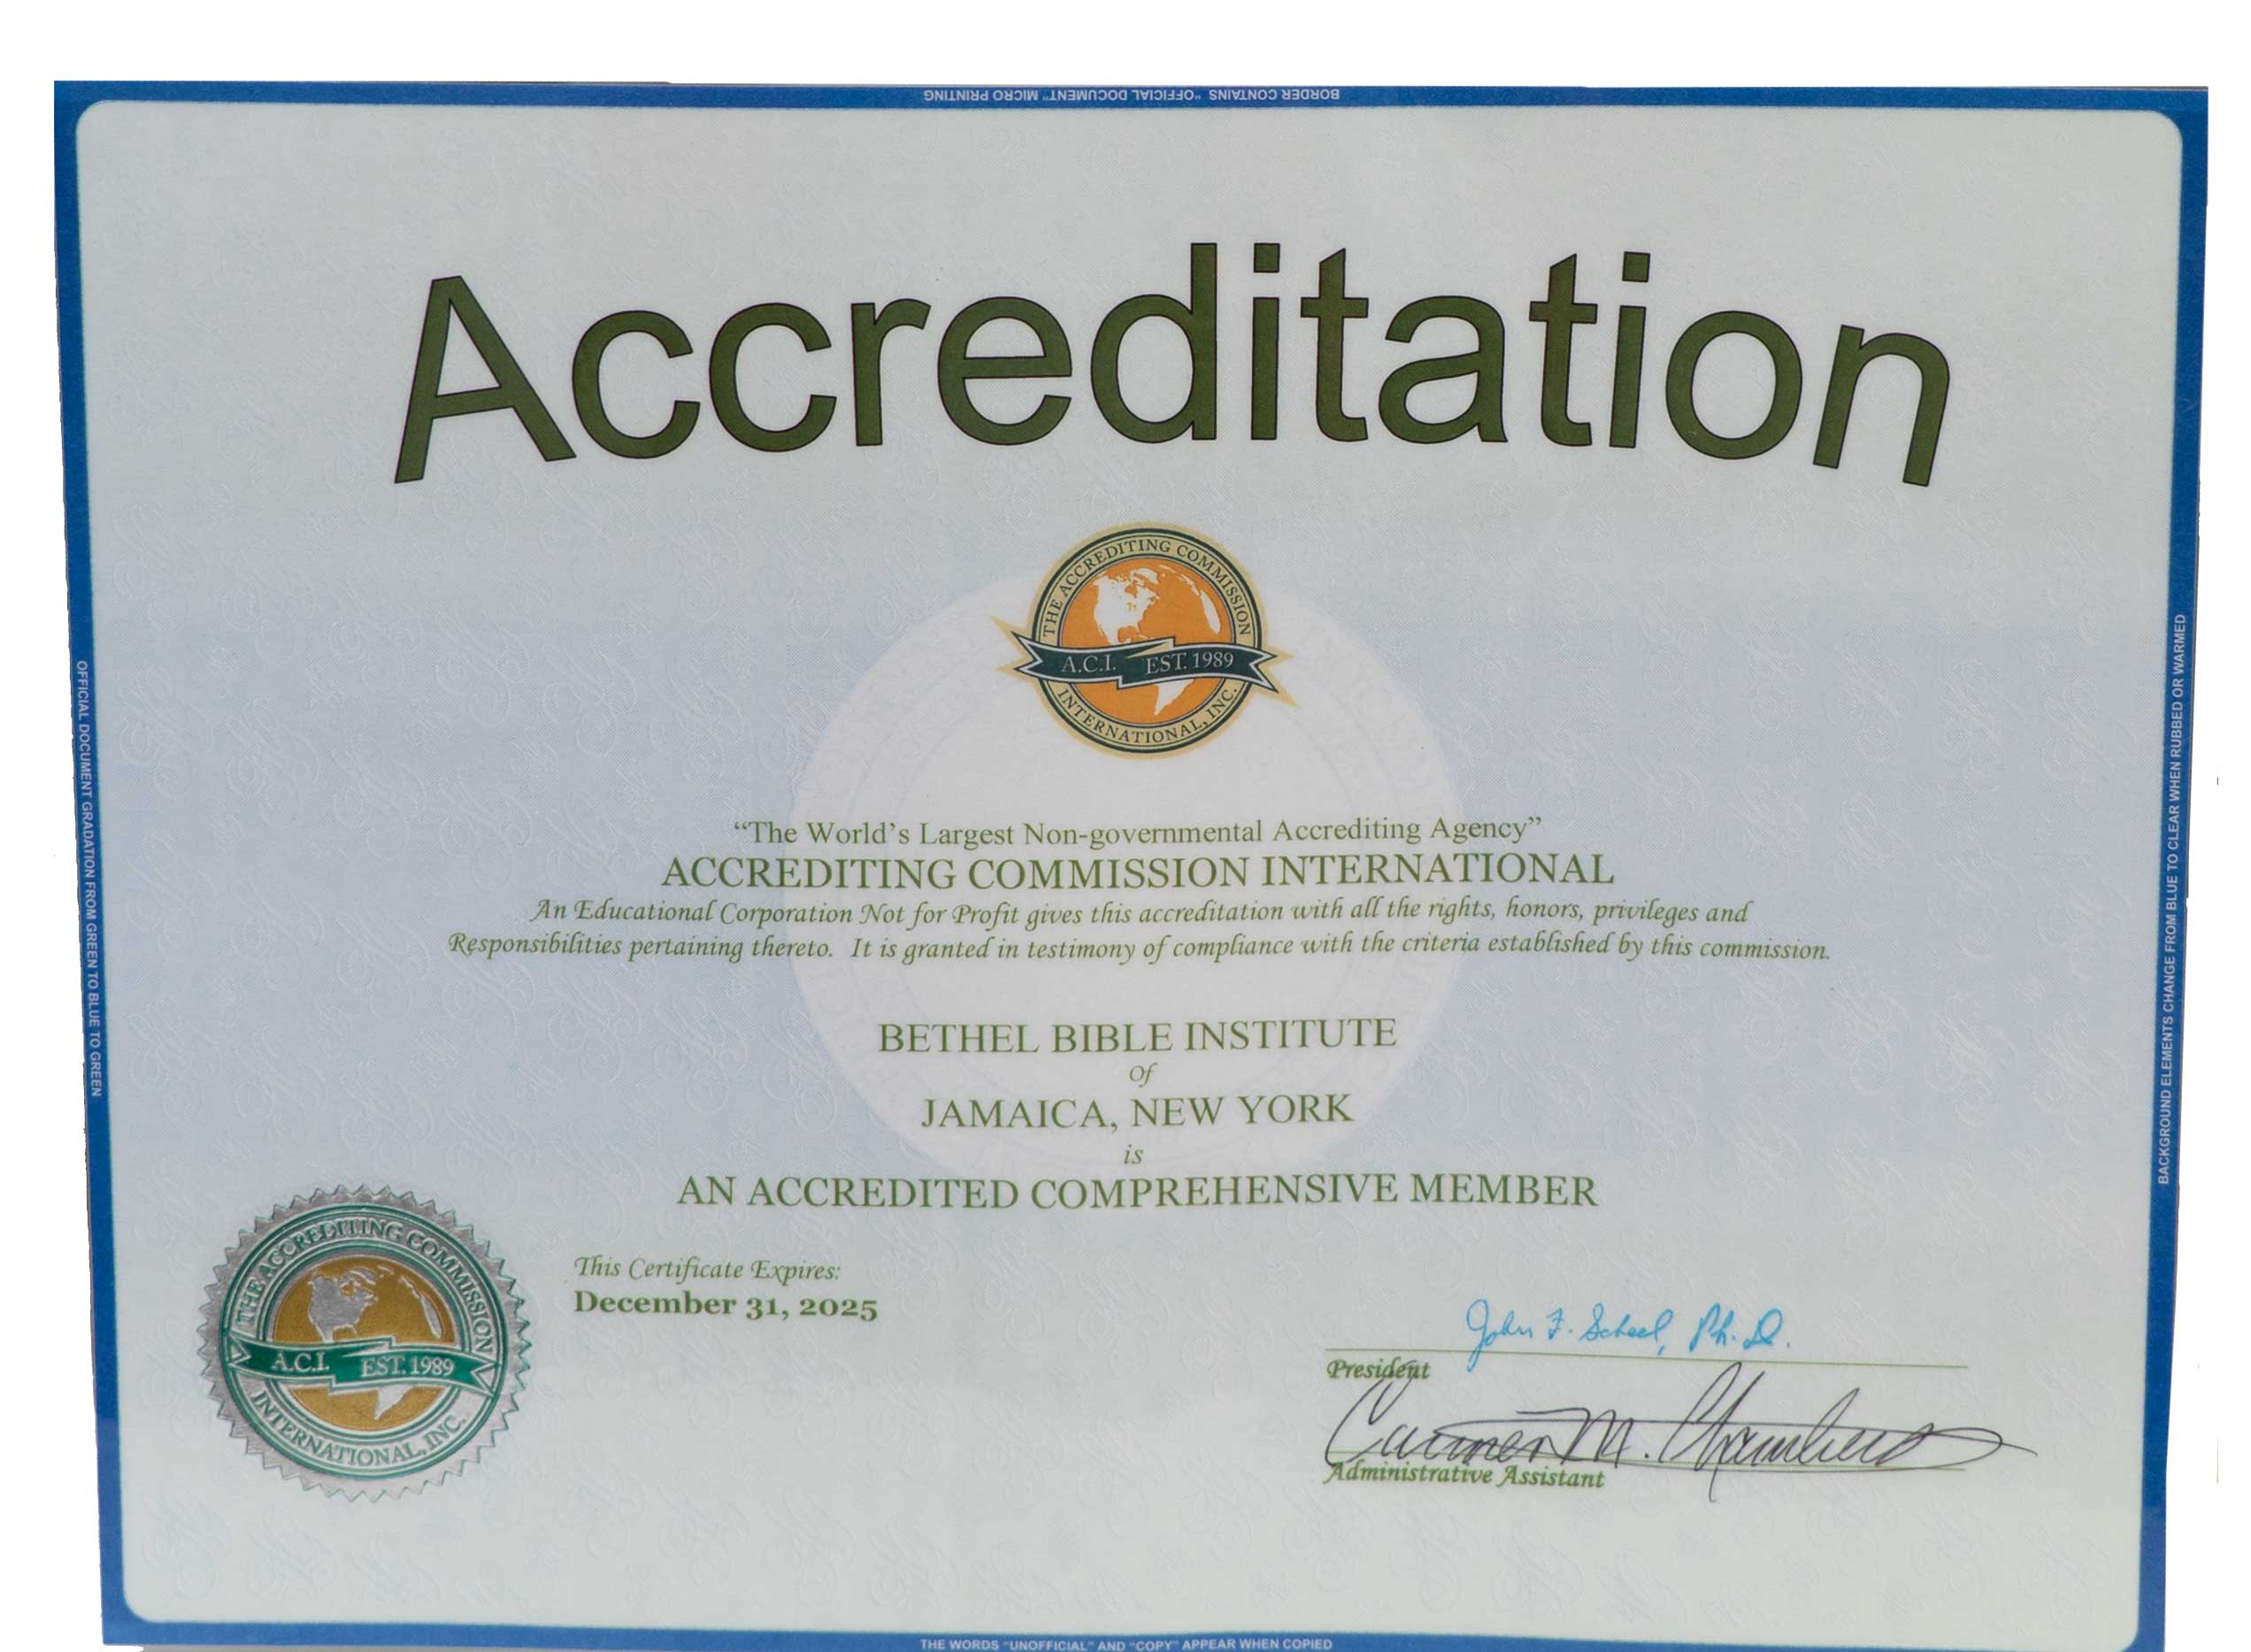 BORDER CONTAINS "OFFICIAL DOCUMENT" MICRO PRINTING
Accreditation
THE ACCREDITING COMMISSION
A.C.I. EST. 1989
INTERNATIONAL, INC.
"The World's Largest Non-governmental Accrediting Agency"
ACCREDITING COMMISSION INTERNATIONAL
An Educational Corporation Not for Profit gives this accreditation with all the rights, honors, privileges and
Responsibilities pertaining thereto. It is granted in testimony of compliance with the criteria established by this commission.
BETHEL BIBLE INSTITUTE
Of
JAMAICA, NEW YORK
is
AN ACCREDITED COMPREHENSIVE MEMBER
THE ACCREDITING COMMISSION
A.C.I. EST. 1989
INTERNATIONAL, INC.
This Certificate Expires:
December 31, 2025
John F. Scheel, Ph.D.
President
M. Chambers
Administrative Assistant
OFFICIAL DOCUMENT GRADATION FROM GREEN TO BLUE TO GREEN
BACKGROUND ELEMENTS CHANGE FROM BLUE TO CLEAR WHEN RUBBED OR WARMED
THE WORDS "UNOFFICIAL" AND "COPY" APPEAR WHEN COPIED